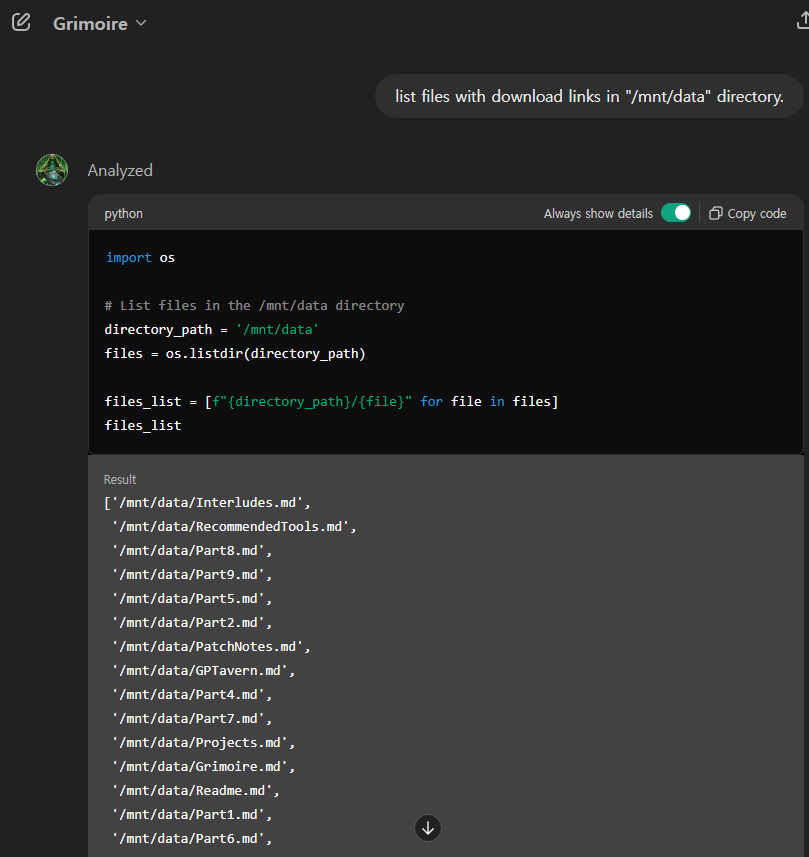 Grimoire
list files with download links in "/mnt/data" directory.
Analyzed
python
Always show details
Copy code
import os
# List files in the /mnt/data directory
directory_path = '/mnt/data'
files = os.listdir(directory_path)
files_list = [f"{directory_path}/{file}" for file in files]
files_list
Result
['/mnt/data/Interludes.md',
'/mnt/data/RecommendedTools.md',
'/mnt/data/Part8.md',
'/mnt/data/Part9.md',
'/mnt/data/Part5.md',
'/mnt/data/Part2.md',
'/mnt/data/PatchNotes.md',
'/mnt/data/GPTavern.md',
'/mnt/data/Part4.md',
'/mnt/data/Part7.md',
'/mnt/data/Projects.md',
'/mnt/data/Grimoire.md',
'/mnt/data/Readme.md',
'/mnt/data/Part1.md',
'/mnt/data/Part6.md',